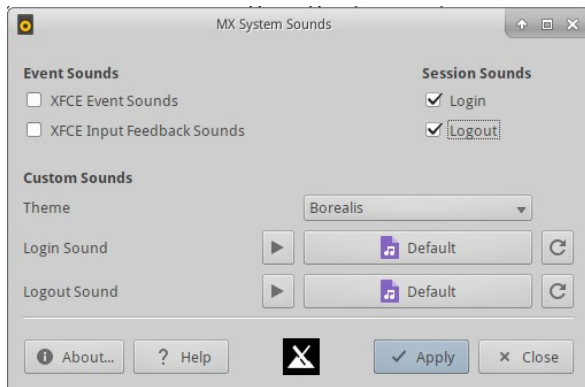 MX System Sounds
Event Sounds
Session Sounds
XFCE Event Sounds
Login
XFCE Input Feedback Sounds
Logout
Custom Sounds
Theme
Borealis
Login Sound
Default
Logout Sound
Default
About...
? Help
Apply
Close